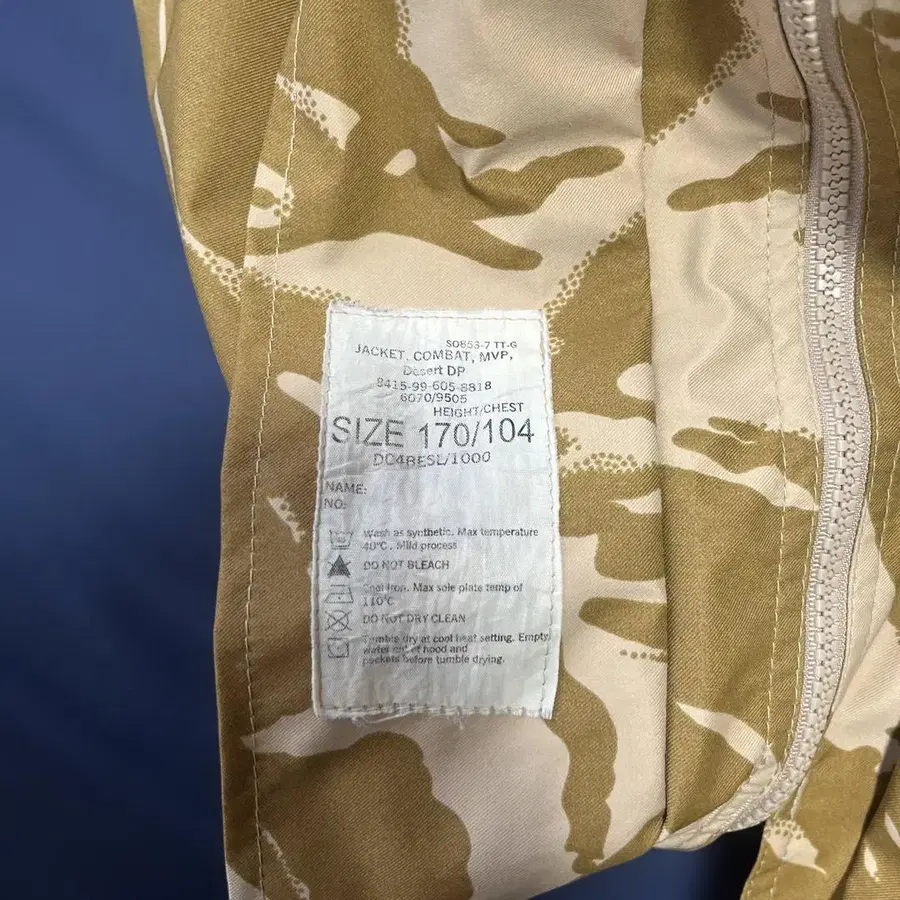 SO853-7 TT-G
JACKET, COMBAT, MVP,
Desert DP
8415-99-605-8818
6070/9505
HEIGHT/CHEST
SIZE 170/104
DC4BESL/1000
NAME:
NO:
Wash as synthetic. Max temperature
40°C. Mild process
DO NOT BLEACH
Cool iron. Max sole plate temp of
110°C
DO NOT DRY CLEAN
Tumble dry at cool heat setting. Empty
water out of hood and
pockets before tumble drying.